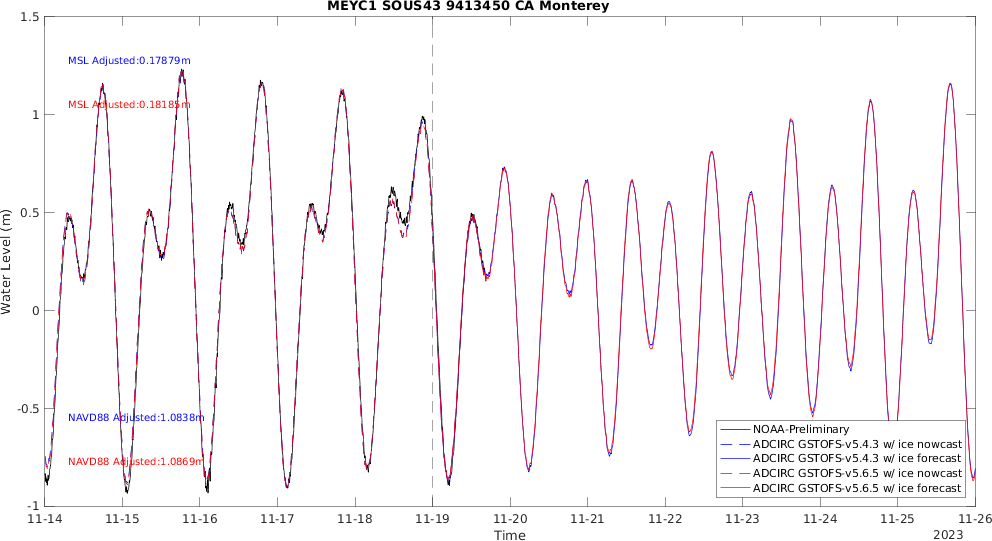 MEYC1 SOUS43 9413450 CA Monterey
1.5
1
0.5
0
-0.5
-1
Water Level (m)
MSL Adjusted:0.17879m
MSL Adjusted:0.18185m
NAVD88 Adjusted:1.0838m
NAVD88 Adjusted:1.0869m
NOAA-Preliminary
ADCIRC GSTOFS-v5.4.3 w/ ice nowcast
ADCIRC GSTOFS-v5.4.3 w/ ice forecast
ADCIRC GSTOFS-v5.6.5 w/ ice nowcast
ADCIRC GSTOFS-v5.6.5 w/ ice forecast
11-14 11-15 11-16 11-17 11-18 11-19 11-20 11-21 11-22 11-23 11-24 11-25 11-26
Time
2023